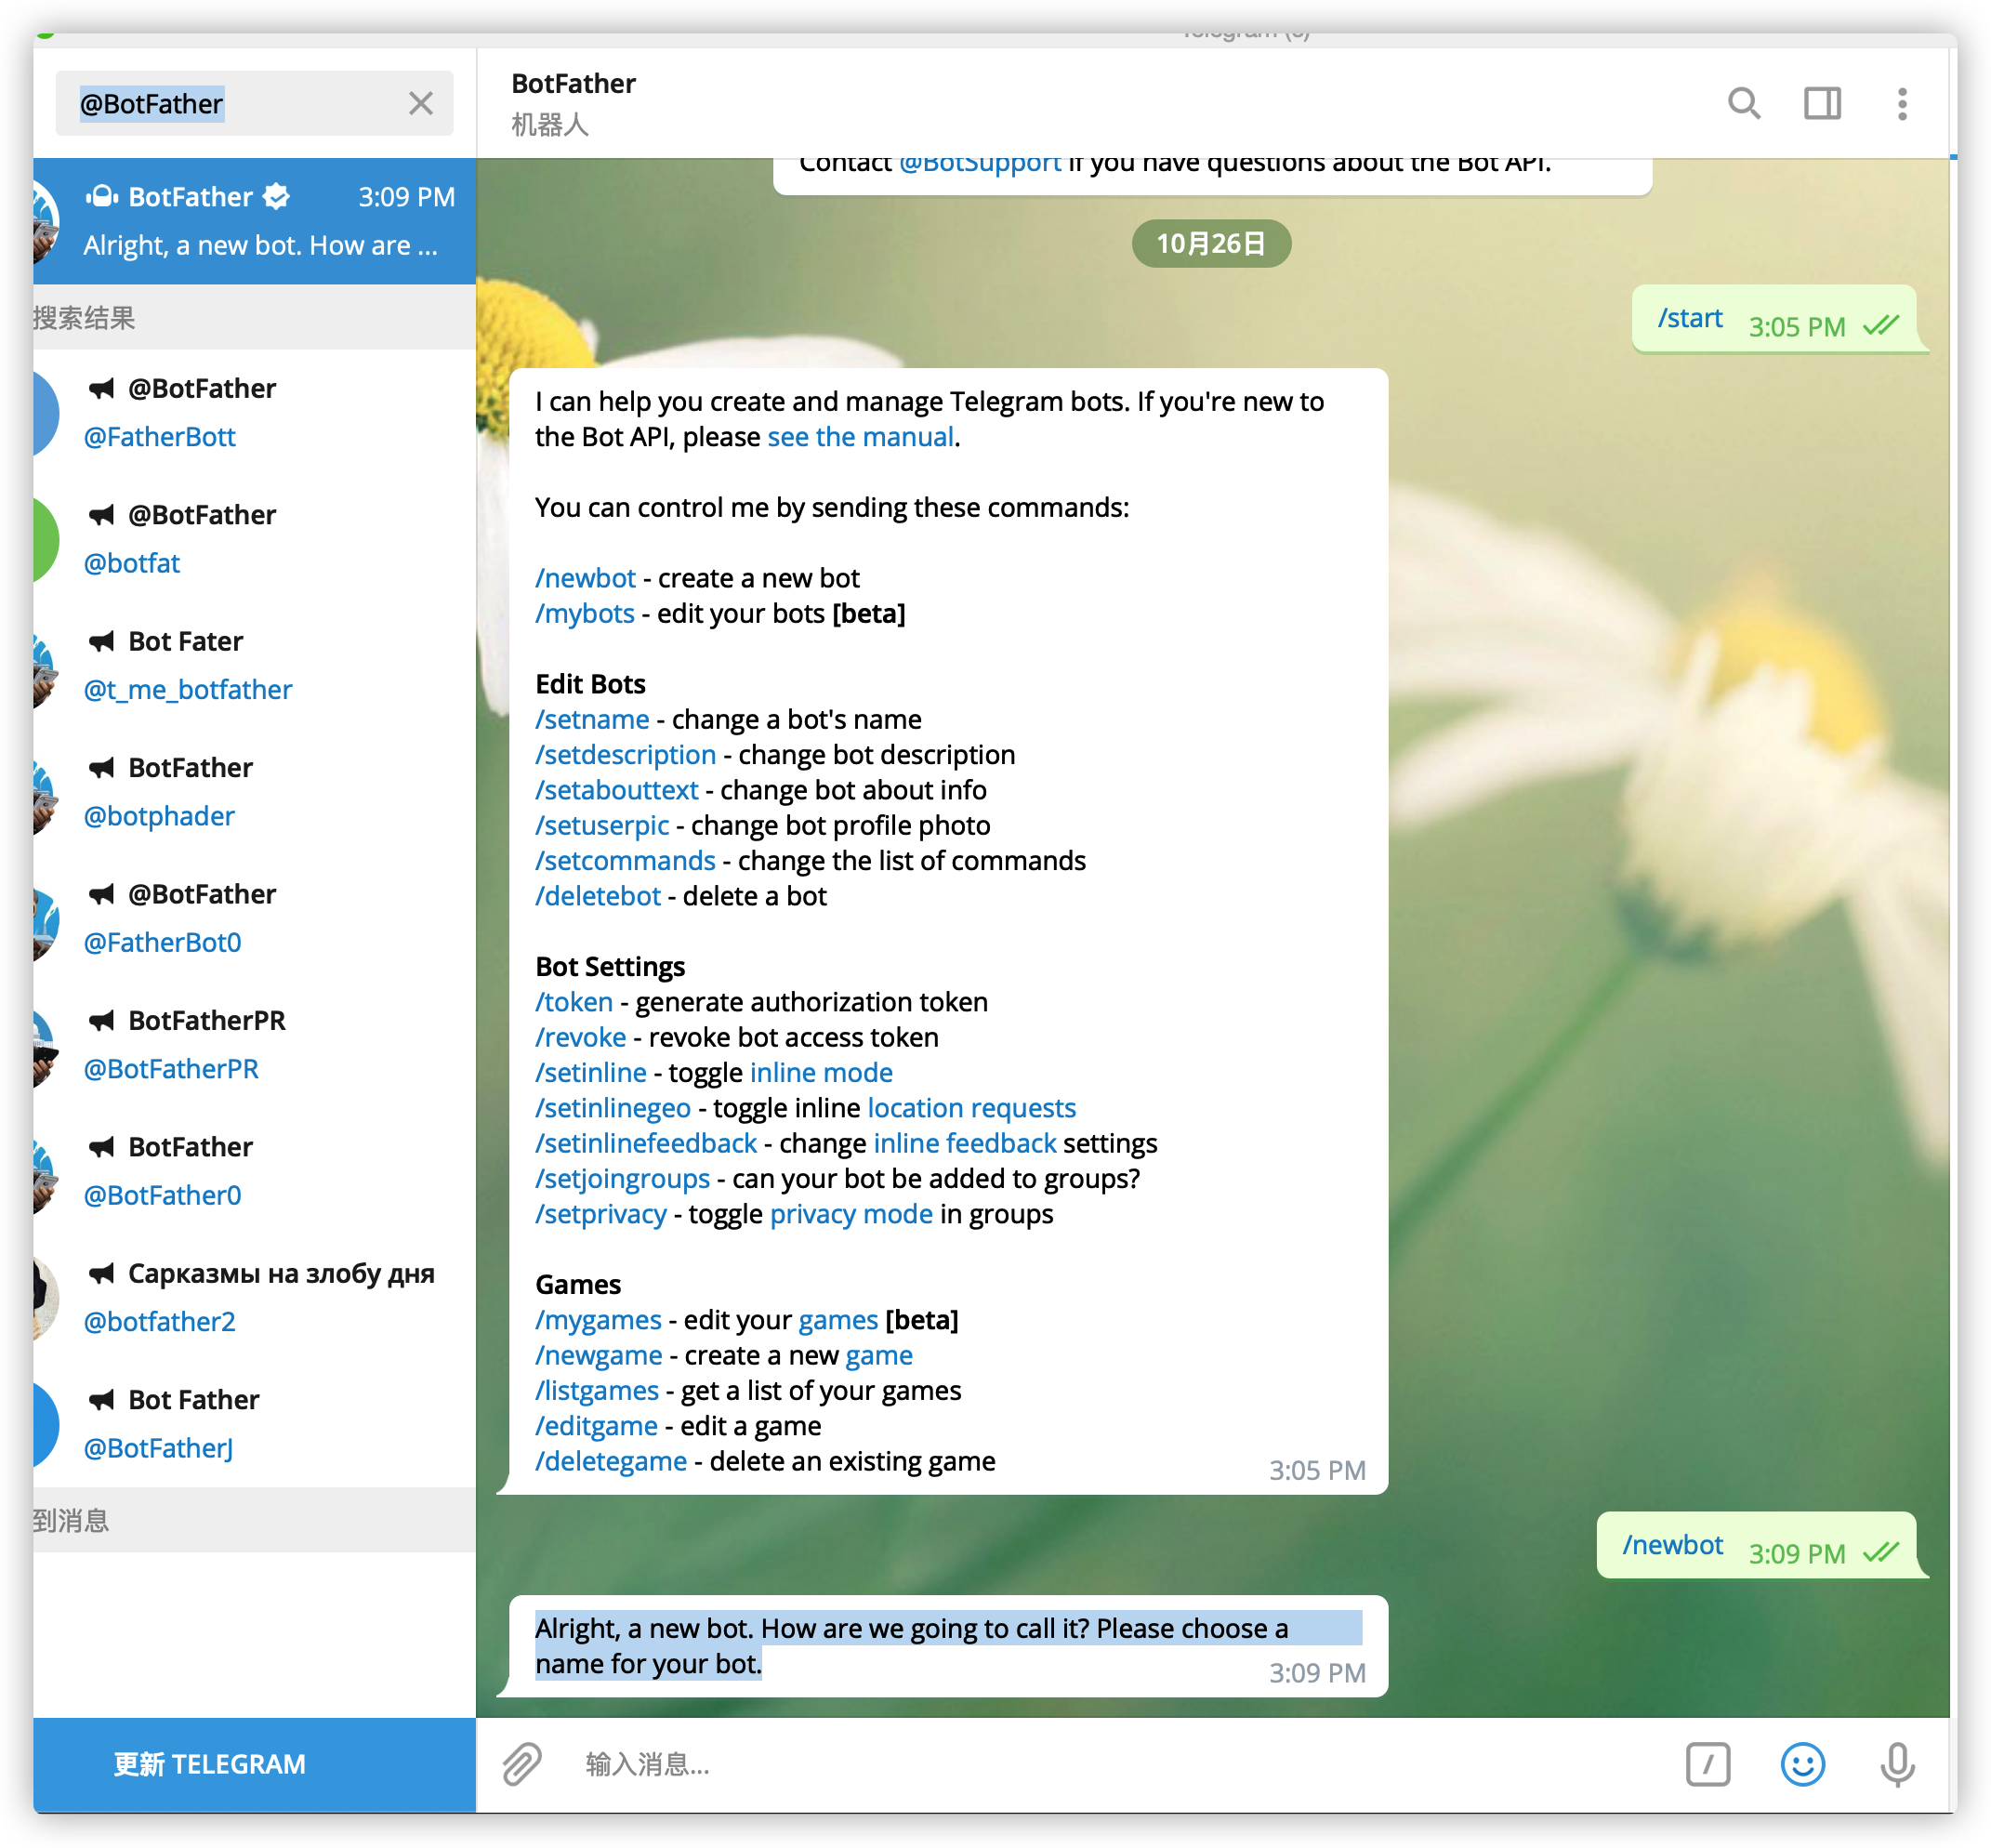 Telegram (3)
@BotFather
BotFather
3:09 PM
Alright, a new bot. How are ...
搜索结果
@BotFather
@FatherBott
@BotFather
@botfat
Bot Fater
@t_me_botfather
BotFather
@botphader
@BotFather
@FatherBot0
BotFatherPR
@BotFatherPR
BotFather
@BotFather0
Сарказмы на злобу дня
@botfather2
Bot Father
@BotFatherJ
到消息
更新 TELEGRAM
BotFather
机器人
Contact @BotSupport if you have questions about the Bot API.
10月26日
/start 3:05 PM
I can help you create and manage Telegram bots. If you're new to
the Bot API, please see the manual.
You can control me by sending these commands:
/newbot - create a new bot
/mybots - edit your bots [beta]
Edit Bots
/setname - change a bot's name
/setdescription - change bot description
/setabouttext - change bot about info
/setuserpic - change bot profile photo
/setcommands - change the list of commands
/deletebot - delete a bot
Bot Settings
/token - generate authorization token
/revoke - revoke bot access token
/setinline - toggle inline mode
/setinlinegeo - toggle inline location requests
/setinlinefeedback - change inline feedback settings
/setjoingroups - can your bot be added to groups?
/setprivacy - toggle privacy mode in groups
Games
/mygames - edit your games [beta]
/newgame - create a new game
/listgames - get a list of your games
/editgame - edit a game
/deletegame - delete an existing game
3:05 PM
/newbot 3:09 PM
Alright, a new bot. How are we going to call it? Please choose a
name for your bot.
3:09 PM
输入消息...